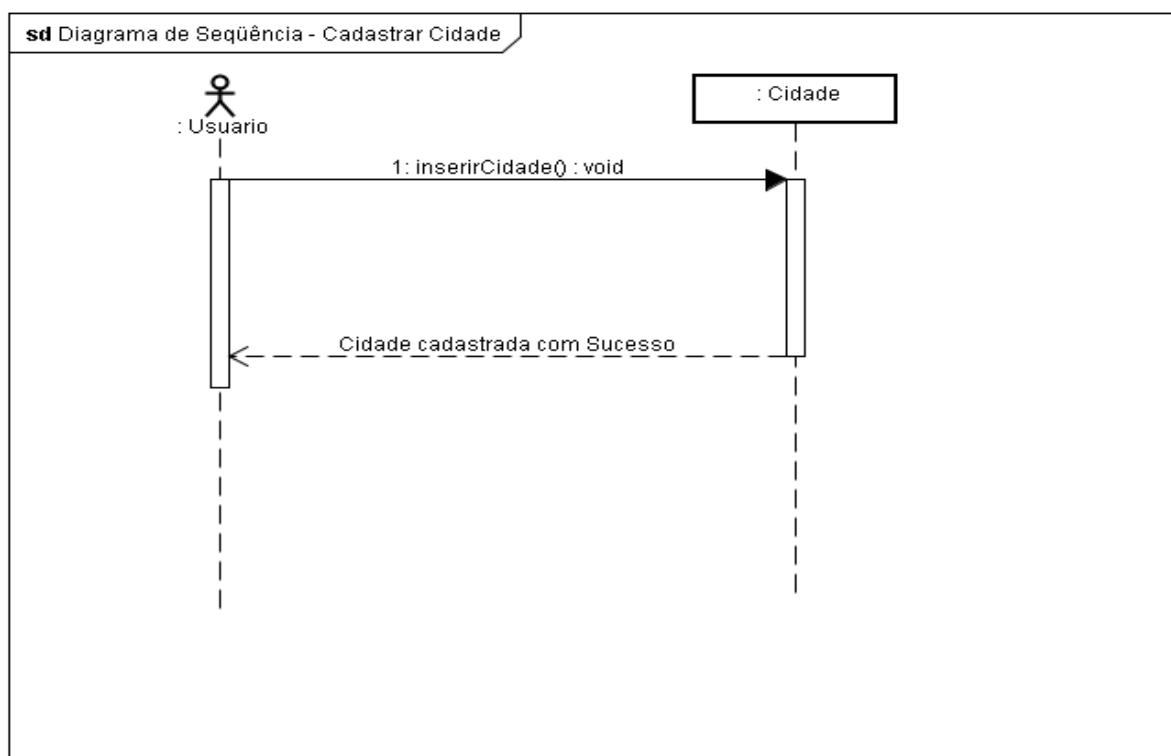 sd Diagrama de Seqüência - Cadastrar Cidade
: Usuario
: Cidade
1: inserirCidade() : void
Cidade cadastrada com Sucesso